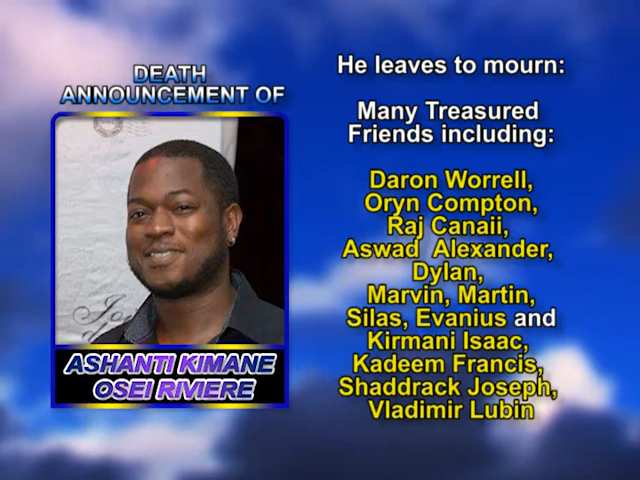 DEATH
ANNOUNCEMENT OF
ASHANTI KIMANE
OSEI RIVIERE
He leaves to mourn:
Many Treasured
Friends including:
Daron Worrell,
Oryn Compton,
Raj Canaii,
Aswad Alexander,
Dylan,
Marvin, Martin,
Silas, Evanius and
Kirmani Isaac,
Kadeem Francis,
Shaddrack Joseph,
Vladimir Lubin